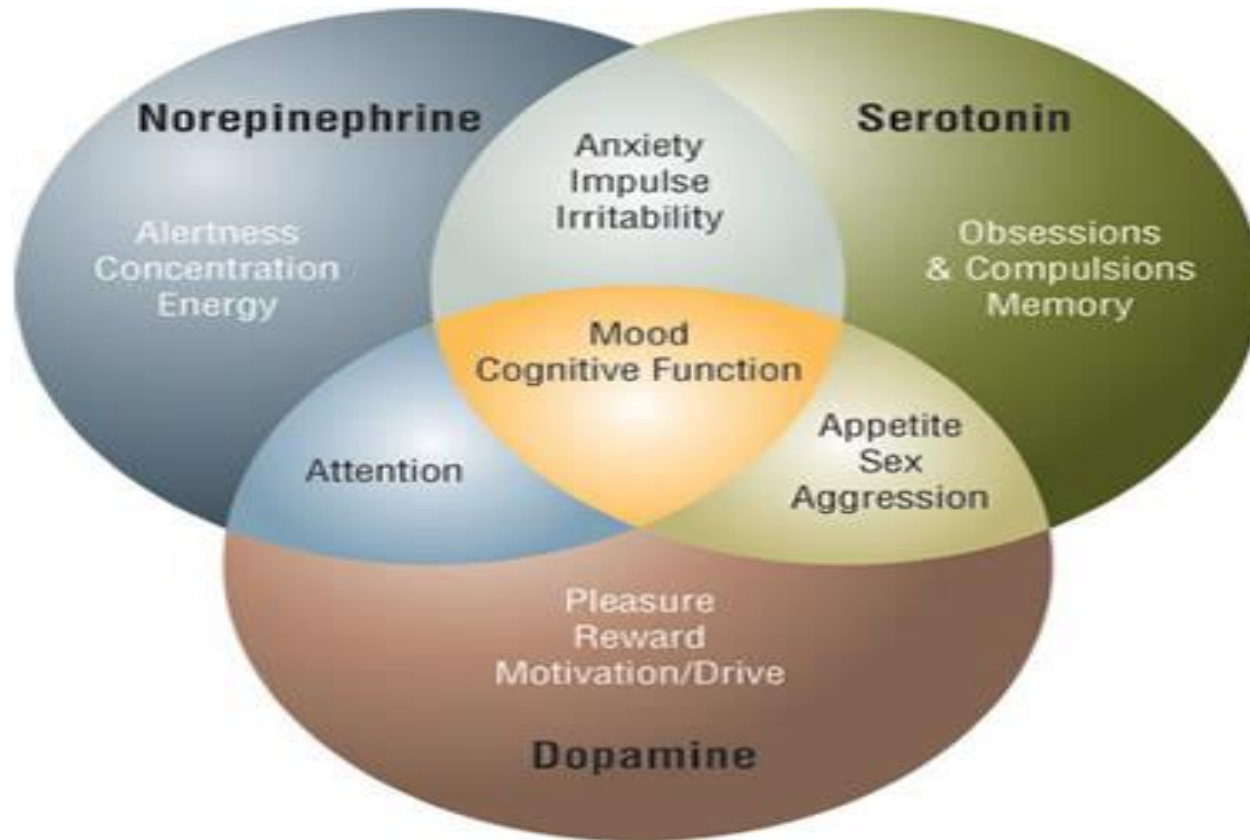 Norepinephrine
Alertness
Concentration
Energy
Anxiety
Impulse
Irritability
Serotonin
Obsessions
& Compulsions
Memory
Mood
Cognitive Function
Attention
Appetite
Sex
Aggression
Pleasure
Reward
Motivation/Drive
Dopamine